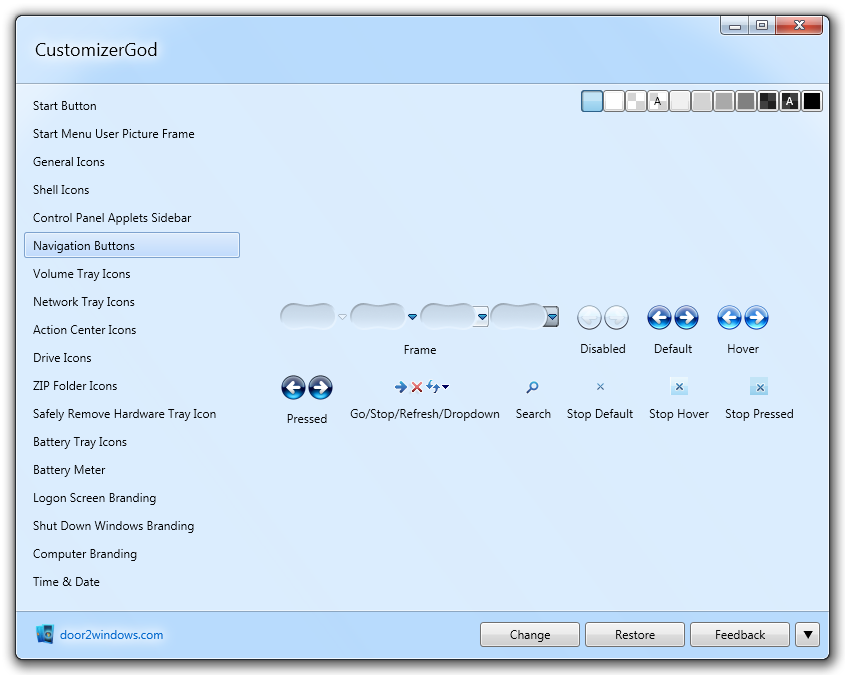 CustomizerGod
Start Button
A
A
Start Menu User Picture Frame
General Icons
Shell Icons
Control Panel Applets Sidebar
Navigation Buttons
Volume Tray Icons
Network Tray Icons
Action Center Icons
Drive Icons
ZIP Folder Icons
Safely Remove Hardware Tray Icon
Battery Tray Icons
Battery Meter
Logon Screen Branding
Shut Down Windows Branding
Computer Branding
Time & Date
Frame
Disabled
Default
Hover
Pressed
Go/Stop/Refresh/Dropdown
Search
Stop Default
Stop Hover
Stop Pressed
door2windows.com
Change
Restore
Feedback